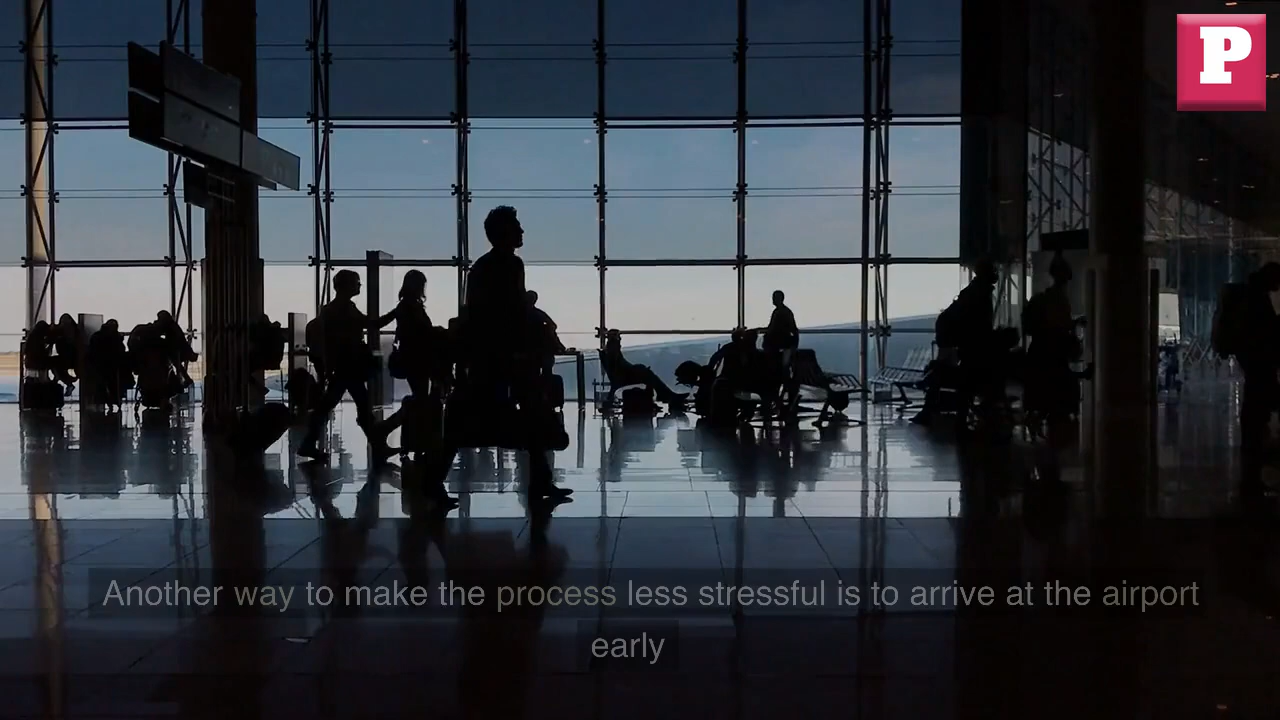 P
Another way to make the process less stressful is to arrive at the airport
early